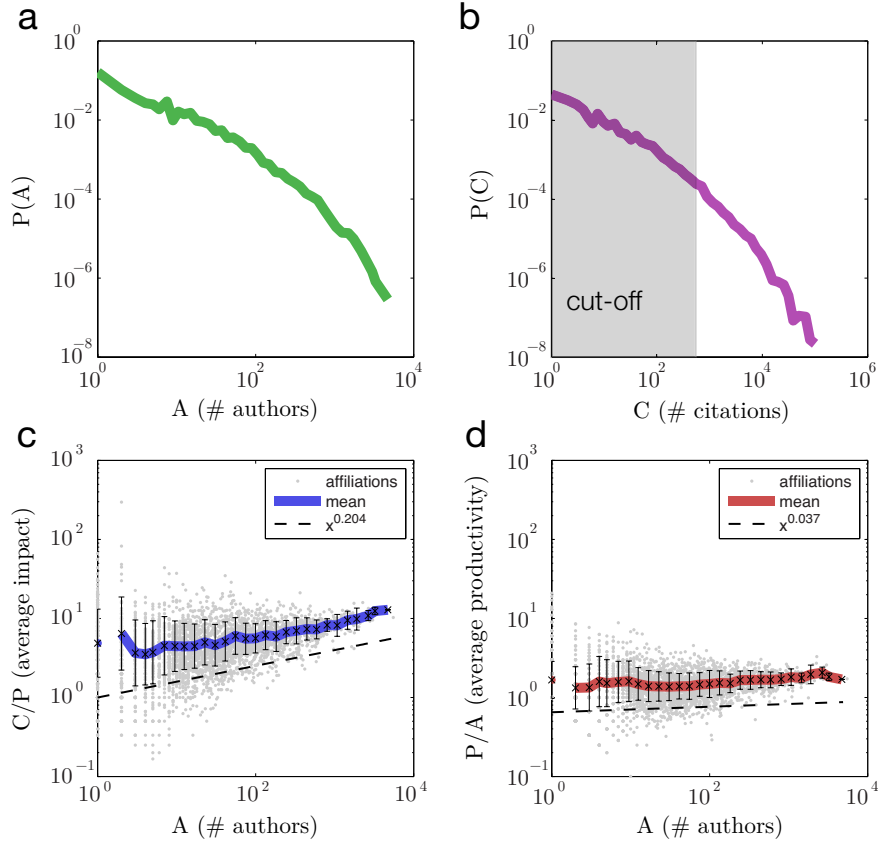 a
10^0
10^-2
10^-4
10^-6
10^-8
P(A)
10^0
10^2
10^4
A (# authors)
b
10^0
10^-2
10^-4
10^-6
10^-8
P(C)
cut-off
10^0
10^2
10^4
10^6
C (# citations)
c
10^3
10^2
10^1
10^0
10^-1
C/P (average impact)
affiliations
mean
x^0.204
10^0
10^2
10^4
A (# authors)
d
10^3
10^2
10^1
10^0
10^-1
P/A (average productivity)
affiliations
mean
x^0.037
10^0
10^2
10^4
A (# authors)